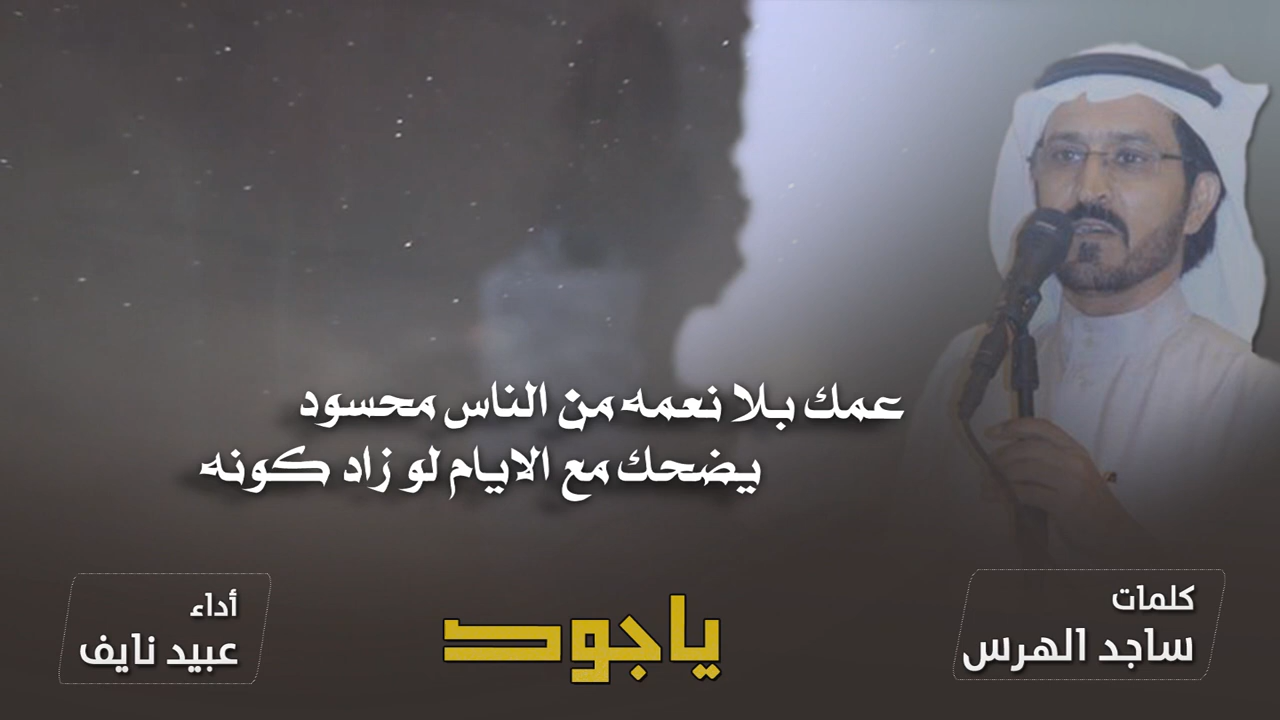 عمك بلا نعمه من الناس محسود
يضحك مع الايام لو زاد كونه
كلمات
ساجد الهرس
ياجود
أداء
عبيد نايف